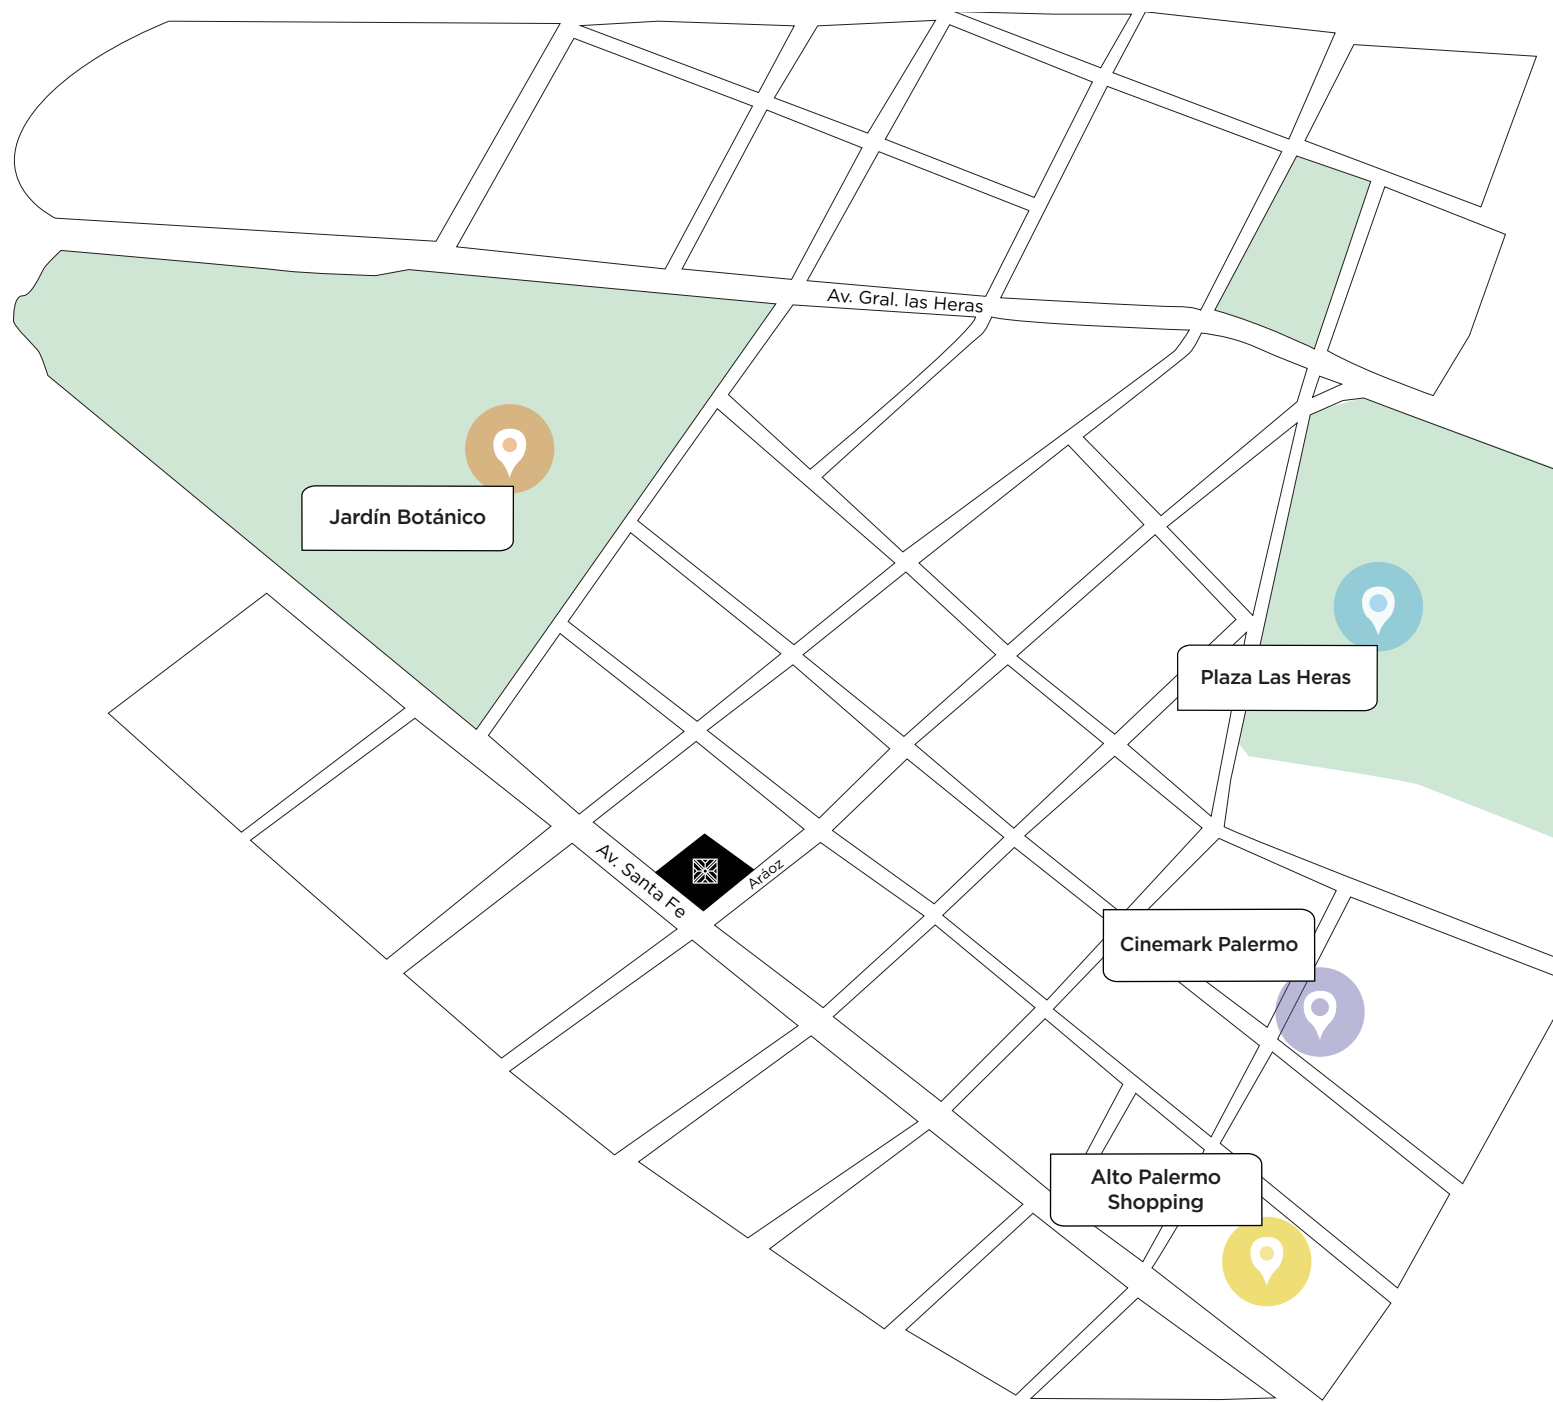 Av. Gral. las Heras
Jardín Botánico
Plaza Las Heras
Av. Santa Fe
Aráoz
Cinemark Palermo
Alto Palermo
Shopping